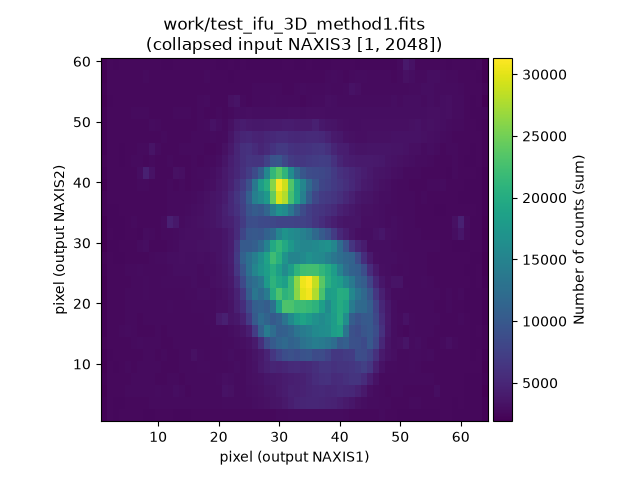 work/test_ifu_3D_method1.fits
(collapsed input NAXIS3 [1, 2048])
60
50
40
30
20
10
pixel (output NAXIS2)
10 20 30 40 50 60
pixel (output NAXIS1)
30000
25000
20000
15000
10000
5000
Number of counts (sum)